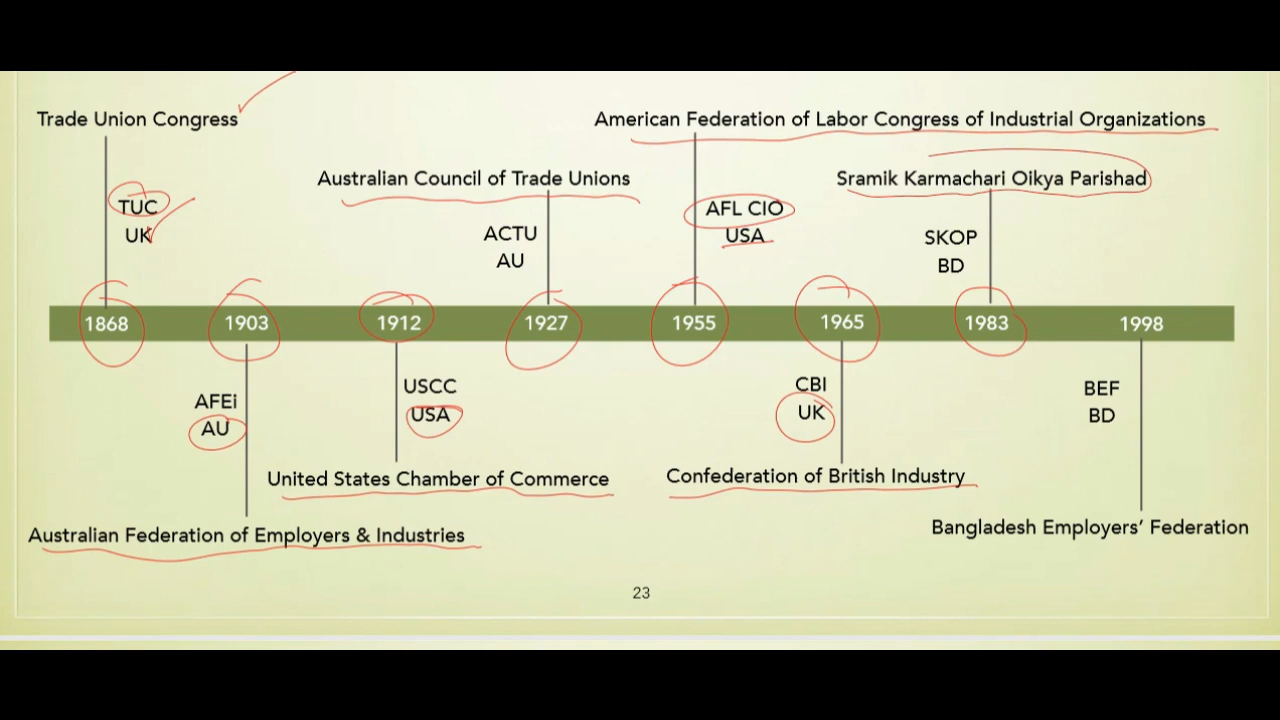 Trade Union Congress
TUC
UK
Australian Council of Trade Unions
ACTU
AU
American Federation of Labor Congress of Industrial Organizations
AFL CIO
USA
Sramik Karmachari Oikya Parishad
SKOP
BD
1868 1903 1912 1927 1955 1965 1983 1998
AFEi
AU
Australian Federation of Employers & Industries
USCC
USA
United States Chamber of Commerce
CBI
UK
Confederation of British Industry
BEF
BD
Bangladesh Employers’ Federation
23